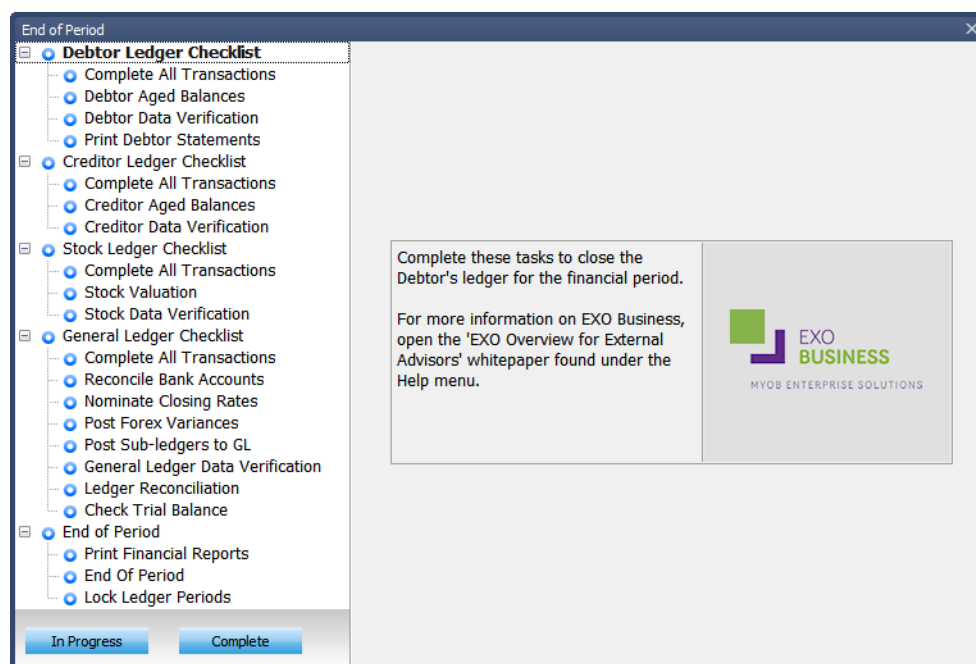 End of Period
Debtor Ledger Checklist
Complete All Transactions
Debtor Aged Balances
Debtor Data Verification
Print Debtor Statements
Creditor Ledger Checklist
Complete All Transactions
Creditor Aged Balances
Creditor Data Verification
Stock Ledger Checklist
Complete All Transactions
Stock Valuation
Stock Data Verification
General Ledger Checklist
Complete All Transactions
Reconcile Bank Accounts
Nominate Closing Rates
Post Forex Variances
Post Sub-ledgers to GL
General Ledger Data Verification
Ledger Reconciliation
Check Trial Balance
End of Period
Print Financial Reports
End Of Period
Lock Ledger Periods
In Progress
Complete
Complete these tasks to close the
Debtor's ledger for the financial period.
For more information on EXO Business,
open the 'EXO Overview for External
Advisors' whitepaper found under the
Help menu.
EXO
BUSINESS
MYOB ENTERPRISE SOLUTIONS